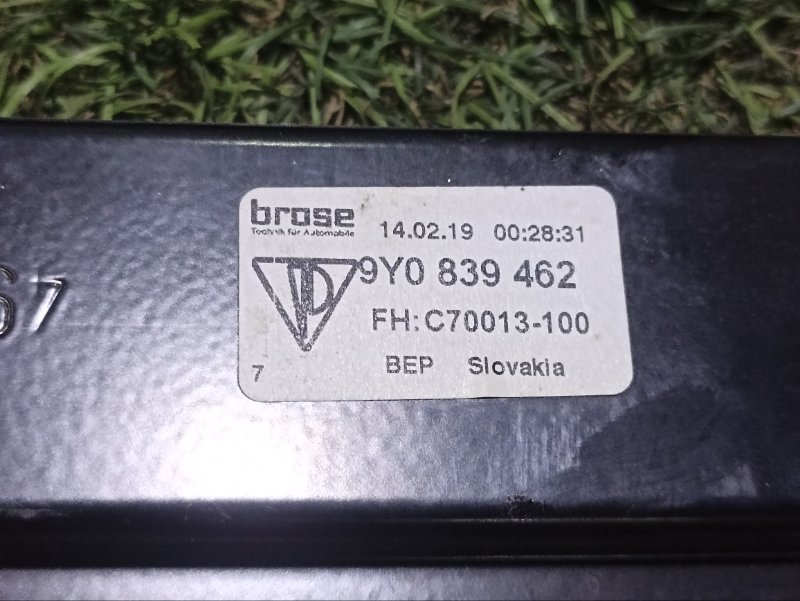 67
brose
Technik für Automobile
14.02.19 00:28:31
9Y0 839 462
FH: C70013-100
7
BEP Slovakia